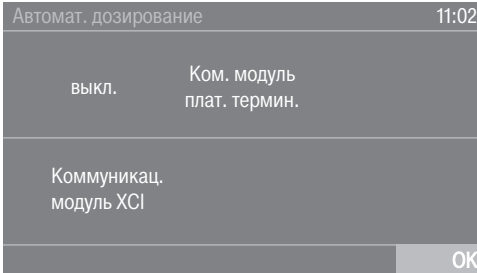 Автомат. дозирование 11:02
выкл.
Ком. модуль
плат. термин.
Коммуникац.
модуль XCI
OK